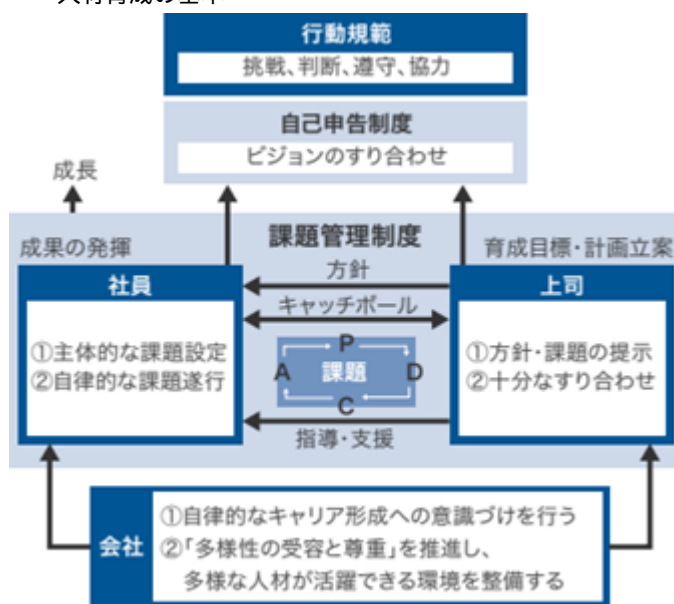 行動規範
挑戦、判断、遵守、協力
自己申告制度
ビジョンのすり合わせ
成長
成果の発揮
課題管理制度
育成目標・計画立案
社員
①主体的な課題設定
②自律的な課題遂行
方針
キャッチボール
P
A
課題
D
C
指導・支援
上司
①方針・課題の提示
②十分なすり合わせ
会社
①自律的なキャリア形成への意識づけを行う
②「多様性の受容と尊重」を推進し、
多様な人材が活躍できる環境を整備する